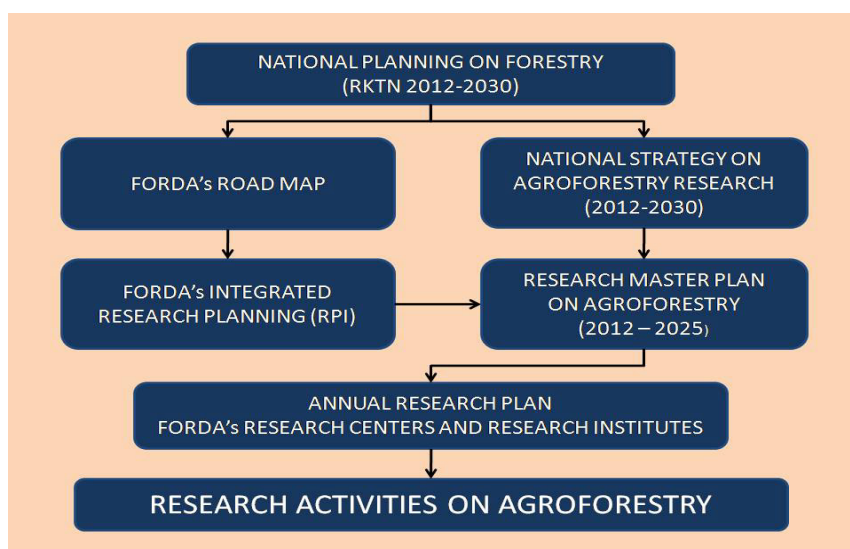 NATIONAL PLANNING ON FORESTRY
(RKTN 2012-2030)
FORDA's ROAD MAP
NATIONAL STRATEGY ON
AGROFORESTRY RESEARCH
(2012-2030)
FORDA's INTEGRATED
RESEARCH PLANNING (RPI)
RESEARCH MASTER PLAN
ON AGROFORESTRY
(2012 – 2025)
ANNUAL RESEARCH PLAN
FORDA's RESEARCH CENTERS AND RESEARCH INSTITUTES
RESEARCH ACTIVITIES ON AGROFORESTRY